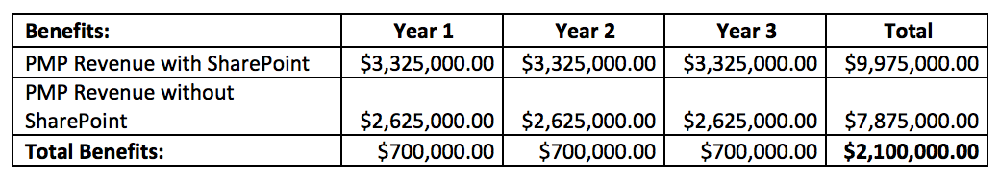 Benefits: Year 1 Year 2 Year 3 Total
PMP Revenue with SharePoint $3,325,000.00 $3,325,000.00 $3,325,000.00 $9,975,000.00
PMP Revenue without
SharePoint $2,625,000.00 $2,625,000.00 $2,625,000.00 $7,875,000.00
Total Benefits: $700,000.00 $700,000.00 $700,000.00 $2,100,000.00